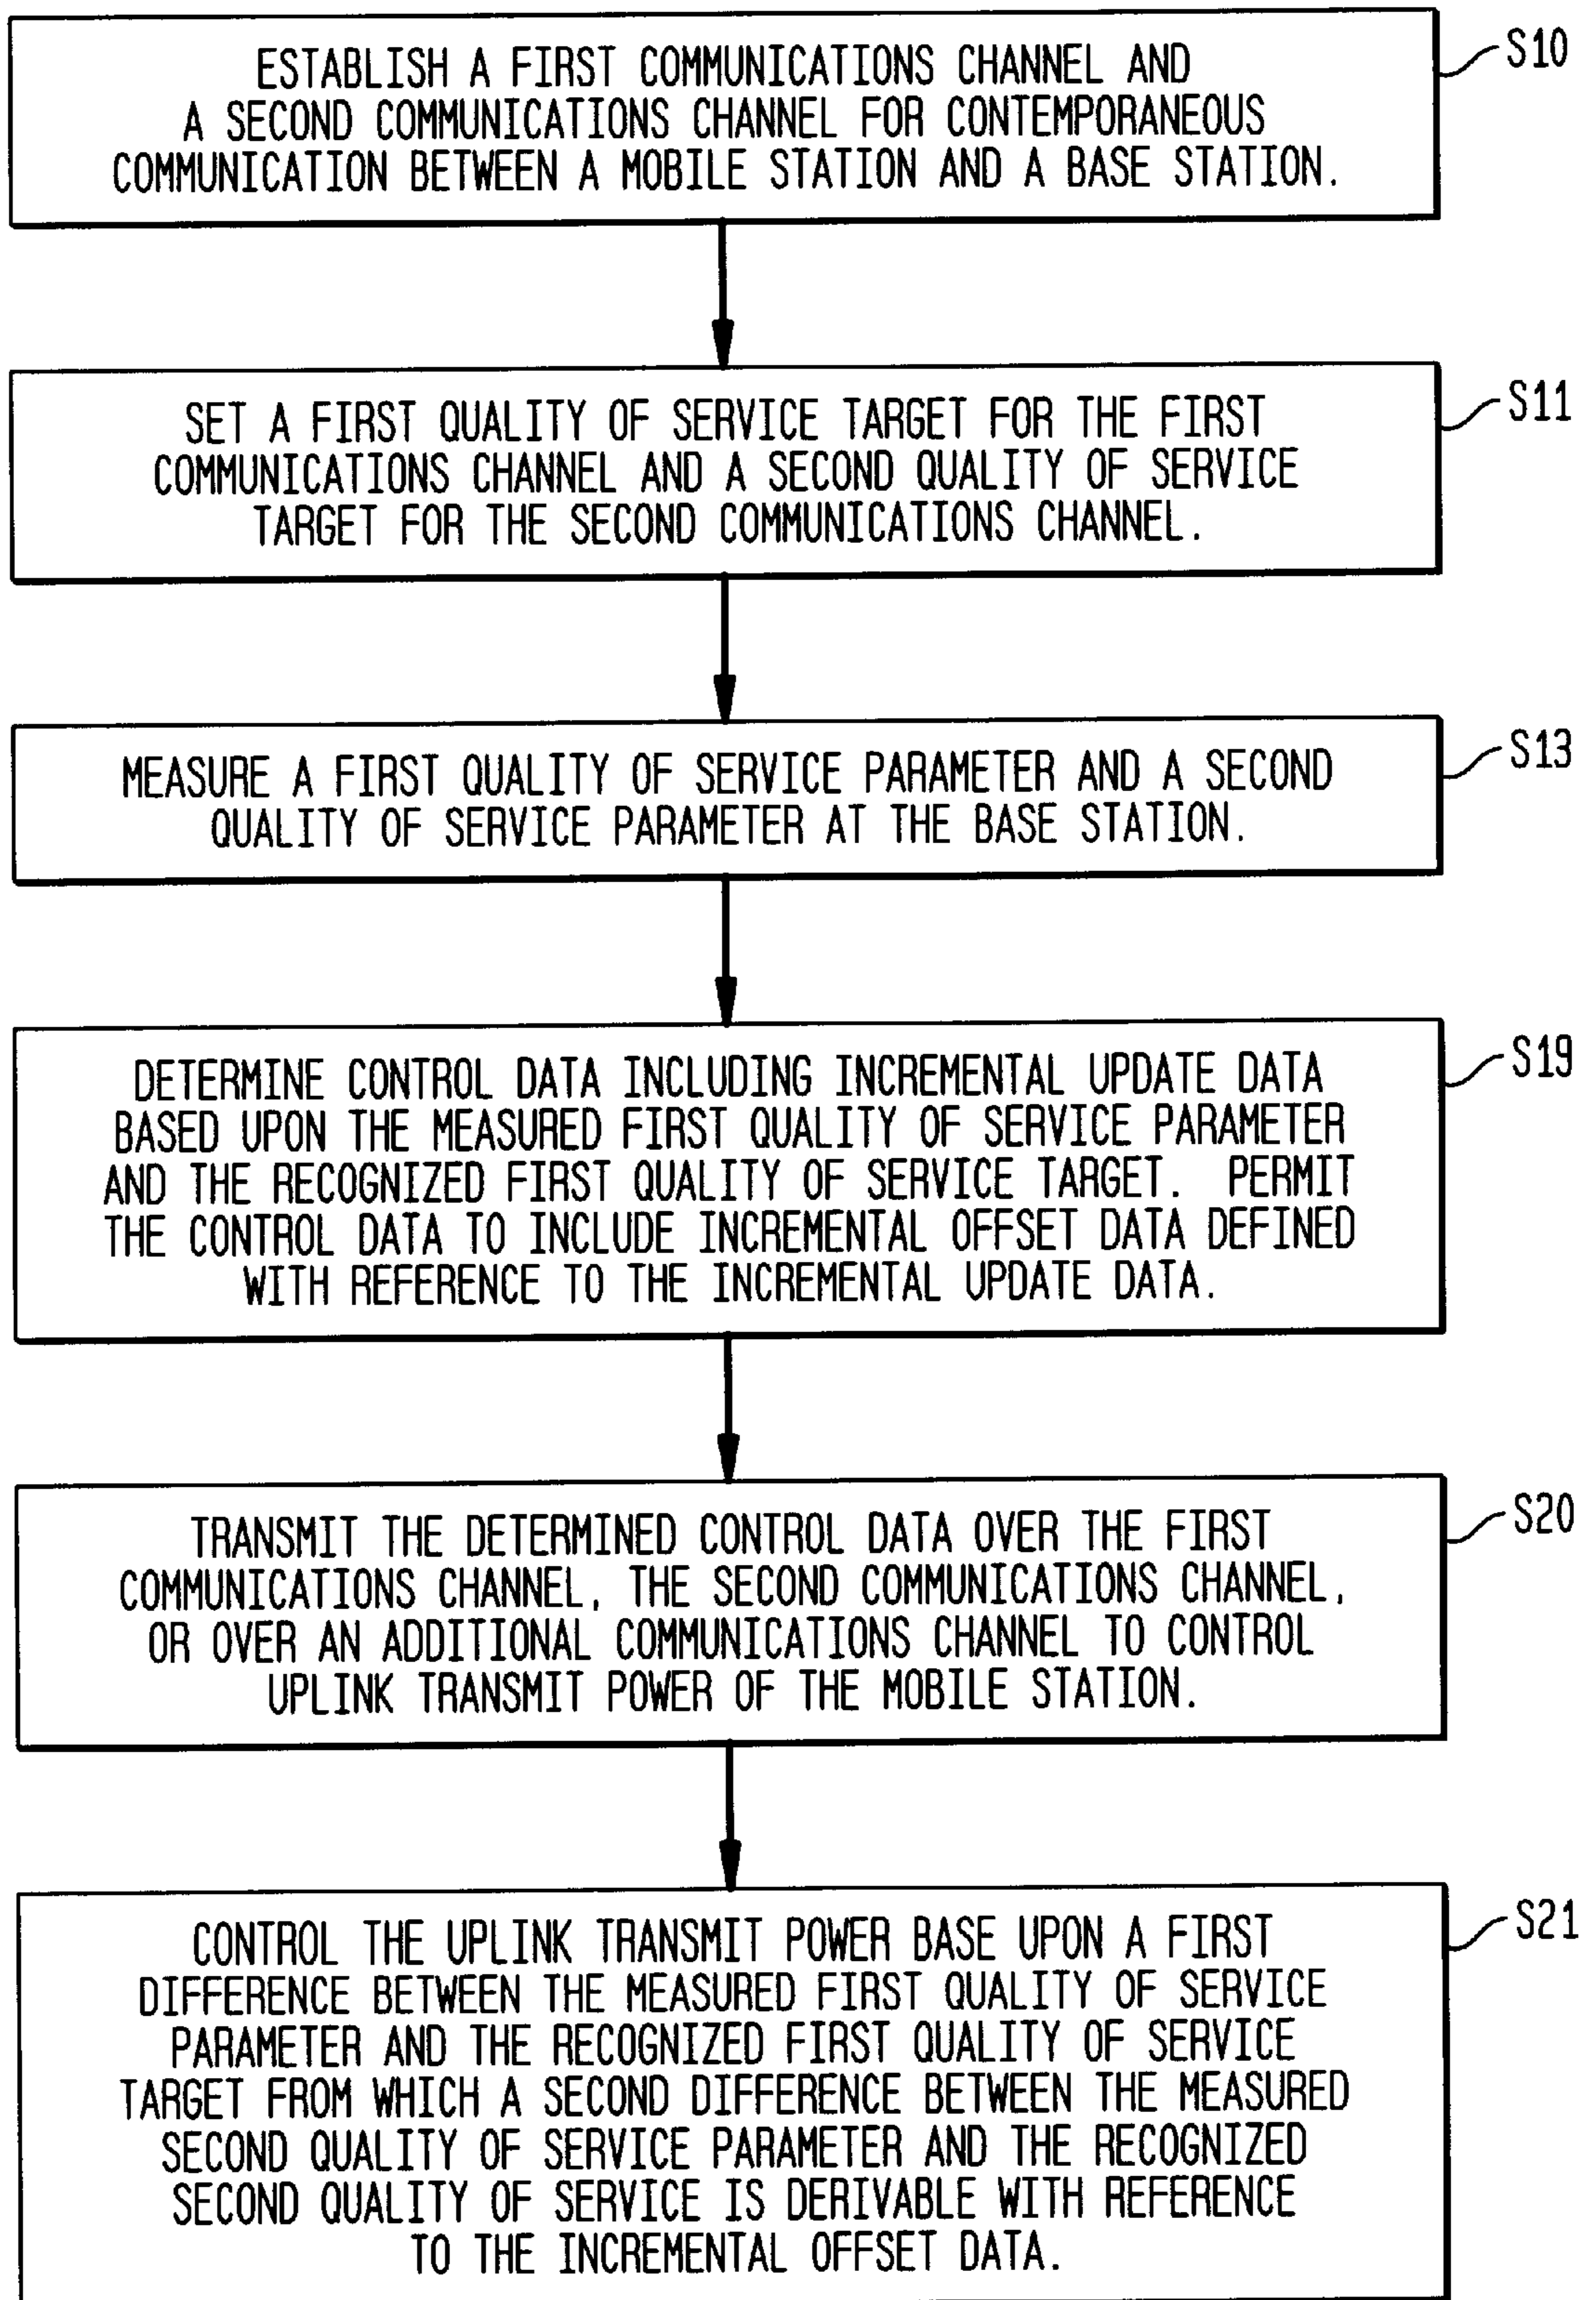 ESTABLISH A FIRST COMMUNICATIONS CHANNEL AND
A SECOND COMMUNICATIONS CHANNEL FOR CONTEMPORANEOUS
COMMUNICATION BETWEEN A MOBILE STATION AND A BASE STATION.
S10
SET A FIRST QUALITY OF SERVICE TARGET FOR THE FIRST
COMMUNICATIONS CHANNEL AND A SECOND QUALITY OF SERVICE
TARGET FOR THE SECOND COMMUNICATIONS CHANNEL.
S11
MEASURE A FIRST QUALITY OF SERVICE PARAMETER AND A SECOND
QUALITY OF SERVICE PARAMETER AT THE BASE STATION.
S13
DETERMINE CONTROL DATA INCLUDING INCREMENTAL UPDATE DATA
BASED UPON THE MEASURED FIRST QUALITY OF SERVICE PARAMETER
AND THE RECOGNIZED FIRST QUALITY OF SERVICE TARGET. PERMIT
THE CONTROL DATA TO INCLUDE INCREMENTAL OFFSET DATA DEFINED
WITH REFERENCE TO THE INCREMENTAL UPDATE DATA.
S19
TRANSMIT THE DETERMINED CONTROL DATA OVER THE FIRST
COMMUNICATIONS CHANNEL, THE SECOND COMMUNICATIONS CHANNEL,
OR OVER AN ADDITIONAL COMMUNICATIONS CHANNEL TO CONTROL
UPLINK TRANSMIT POWER OF THE MOBILE STATION.
S20
CONTROL THE UPLINK TRANSMIT POWER BASE UPON A FIRST
DIFFERENCE BETWEEN THE MEASURED FIRST QUALITY OF SERVICE
PARAMETER AND THE RECOGNIZED FIRST QUALITY OF SERVICE
TARGET FROM WHICH A SECOND DIFFERENCE BETWEEN THE MEASURED
SECOND QUALITY OF SERVICE PARAMETER AND THE RECOGNIZED
SECOND QUALITY OF SERVICE IS DERIVABLE WITH REFERENCE
TO THE INCREMENTAL OFFSET DATA.
S21